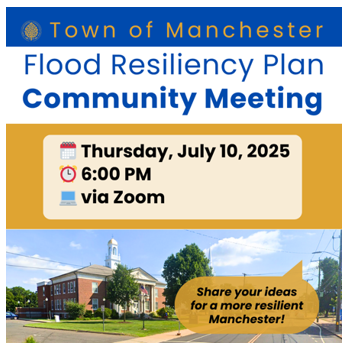 Town of Manchester
Flood Resiliency Plan
Community Meeting
Thursday, July 10, 2025
6:00 PM
via Zoom
Share your ideas
for a more resilient
Manchester!